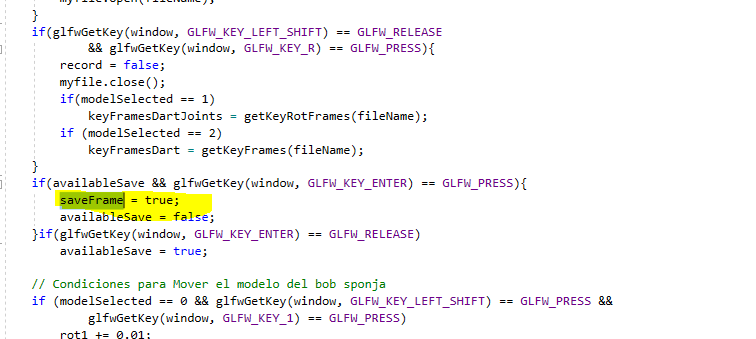 myfile.open(fileName);
}
if(glfwGetKey(window, GLFW_KEY_LEFT_SHIFT) == GLFW_RELEASE
&& glfwGetKey(window, GLFW_KEY_R) == GLFW_PRESS){
record = false;
myfile.close();
if(modelSelected == 1)
keyFramesDartJoints = getKeyRotFrames(fileName);
if (modelSelected == 2)
keyFramesDart = getKeyFrames(fileName);
}
if(availableSave && glfwGetKey(window, GLFW_KEY_ENTER) == GLFW_PRESS){
saveFrame = true;
availableSave = false;
}if(glfwGetKey(window, GLFW_KEY_ENTER) == GLFW_RELEASE)
availableSave = true;
// Condiciones para Mover el modelo del bob sponja
if (modelSelected == 0 && glfwGetKey(window, GLFW_KEY_LEFT_SHIFT) == GLFW_PRESS &&
glfwGetKey(window, GLFW_KEY_1) == GLFW_PRESS)
rot1 += 0.01;